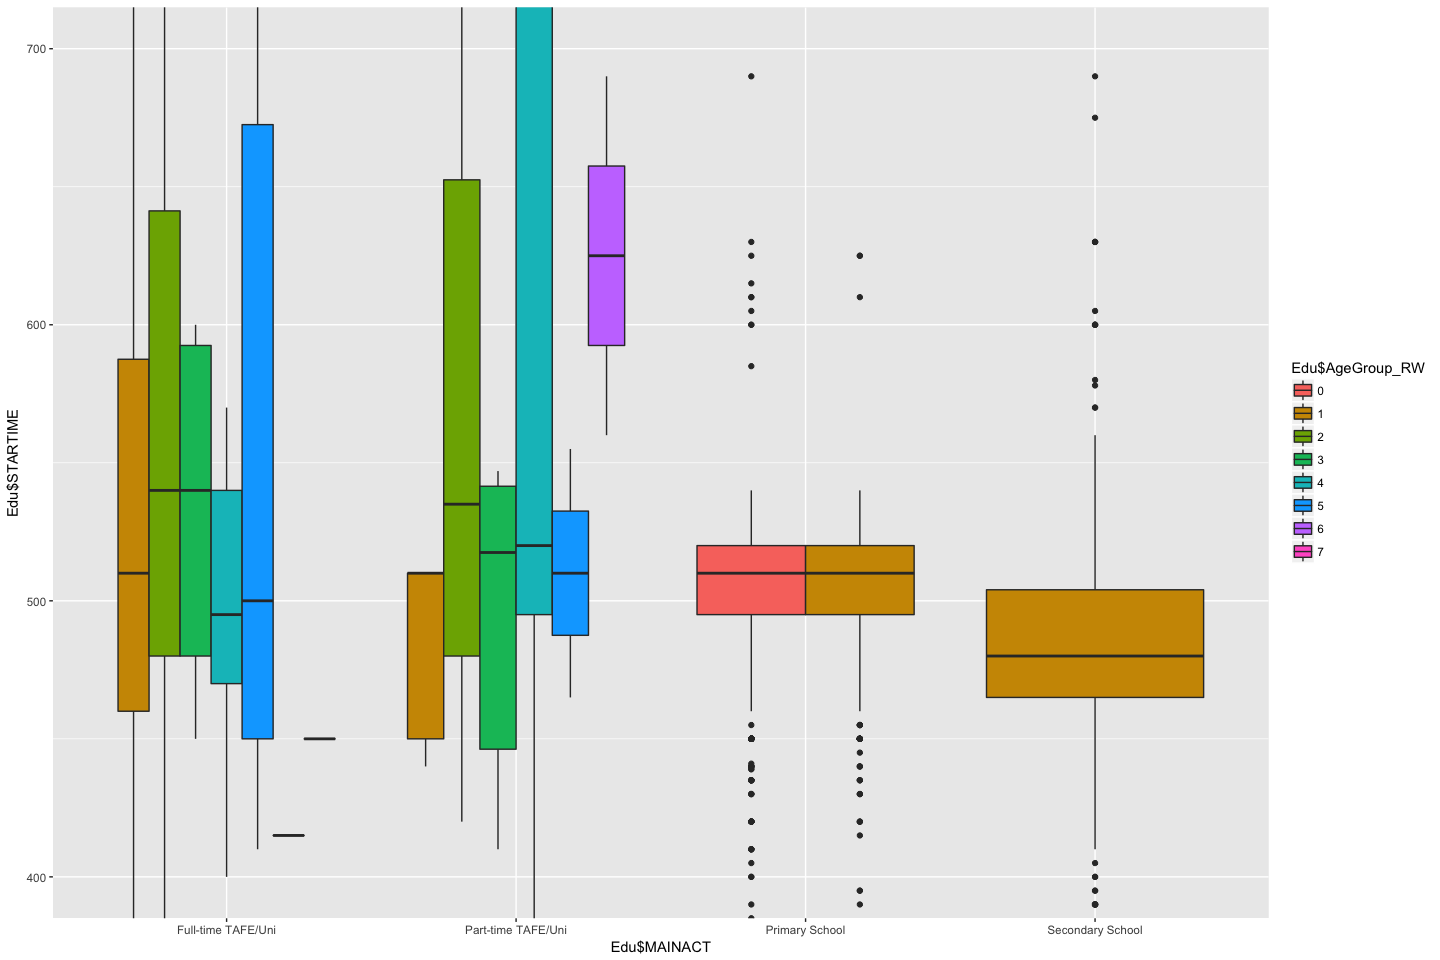 700
600
500
400
Edu$STARTIME
Full-time TAFE/Uni
Part-time TAFE/Uni
Primary School
Secondary School
Edu$MAINACT
Edu$AgeGroup_RW
0
1
2
3
4
5
6
7